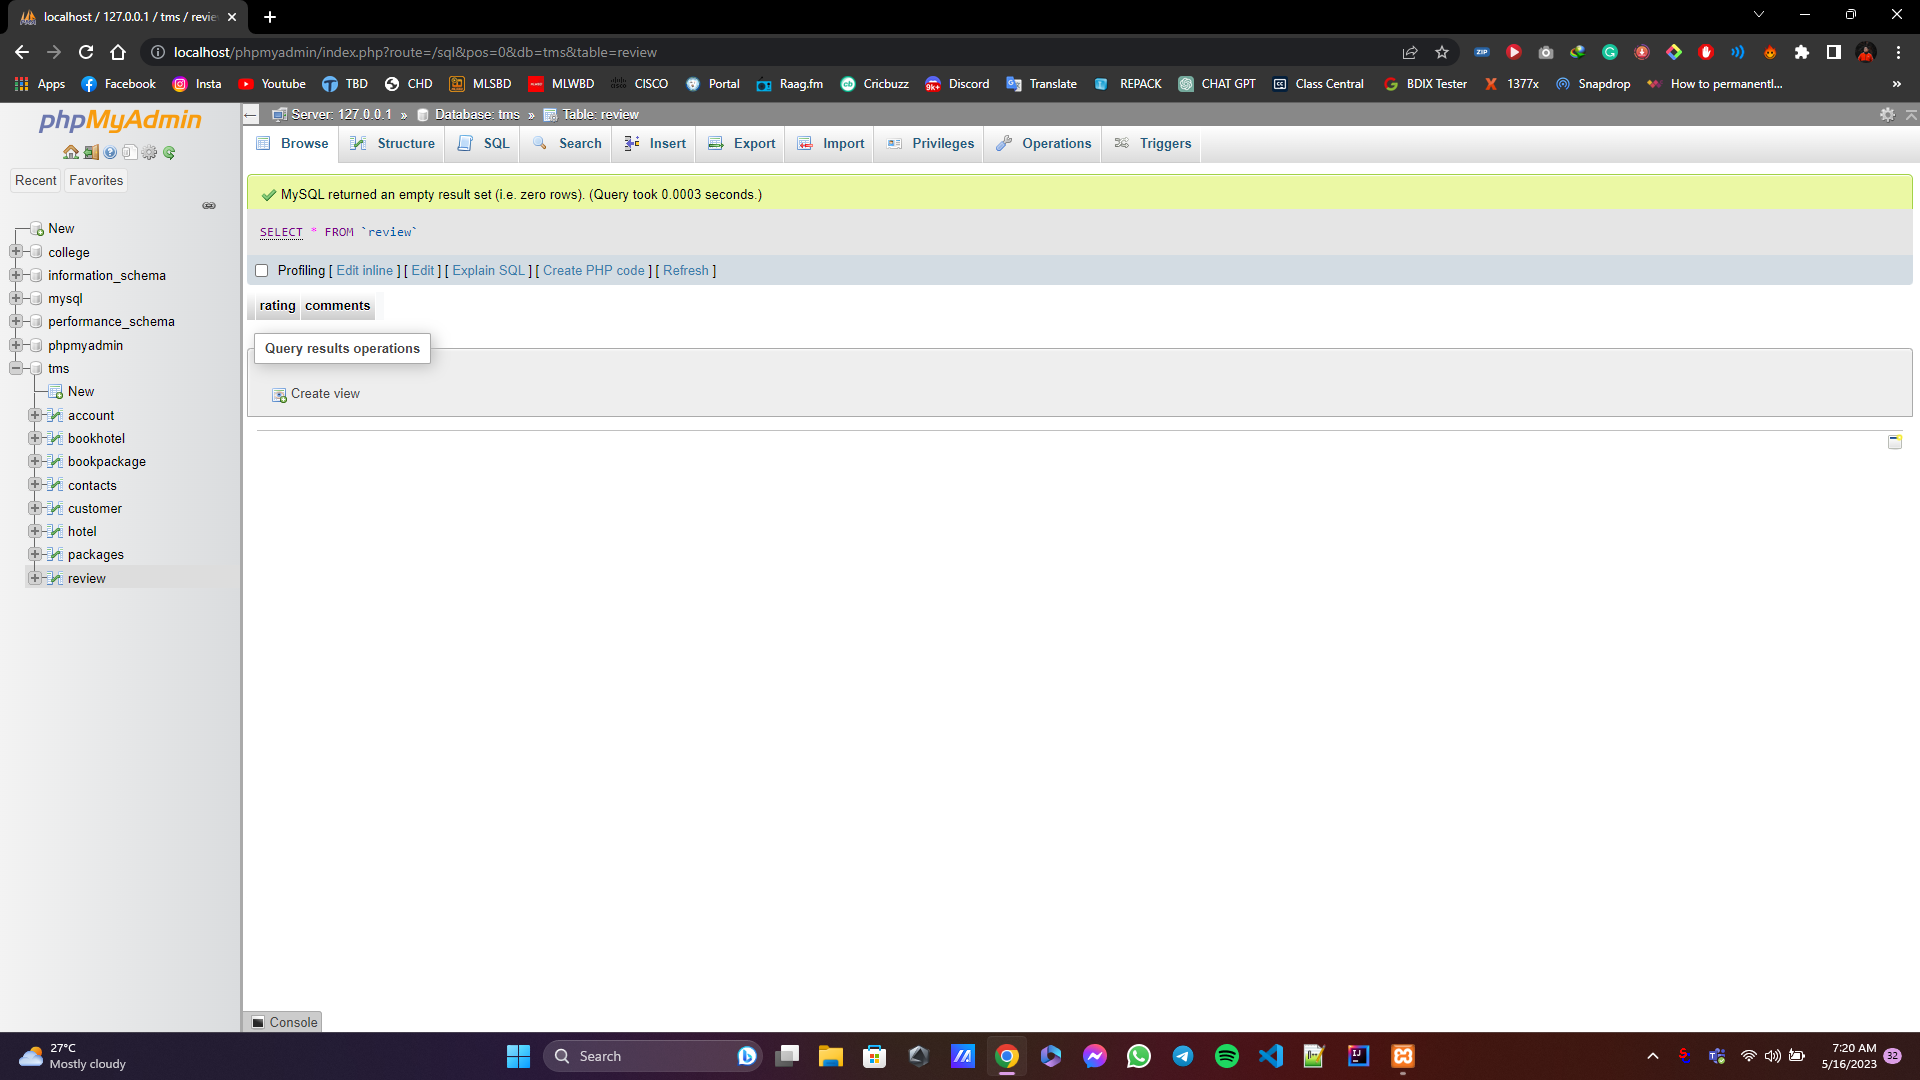 localhost / 127.0.0.1 / tms / revie
localhost/phpmyadmin/index.php?route=/sql&pos=0&db=tms&table=review
Apps Facebook Insta Youtube TBD CHD MLSBD MLWBD CISCO Portal Raag.fm Cricbuzz Discord Translate REPACK CHAT GPT Class Central BDIX Tester 1377x Snapdrop How to permanentl... »
phpMyAdmin
Recent Favorites
New
college
information_schema
mysql
performance_schema
phpmyadmin
tms
New
account
bookhotel
bookpackage
contacts
customer
hotel
packages
review
Server: 127.0.0.1 » Database: tms » Table: review
Browse Structure SQL Search Insert Export Import Privileges Operations Triggers
MySQL returned an empty result set (i.e. zero rows). (Query took 0.0003 seconds.)
SELECT * FROM `review`
Profiling [ Edit inline ] [ Edit ] [ Explain SQL ] [ Create PHP code ] [ Refresh ]
rating comments
Query results operations
Create view
Console
27°C
Mostly cloudy
Search
7:20 AM
5/16/2023
32